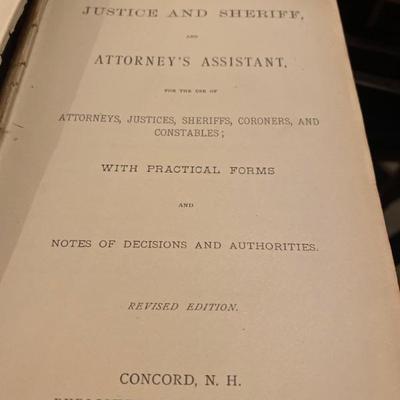 JUSTICE AND SHERIFF,
AND
ATTORNEY'S ASSISTANT,
FOR THE USE OF
ATTORNEYS, JUSTICES, SHERIFFS, CORONERS, AND
CONSTABLES;
WITH PRACTICAL FORMS
AND
NOTES OF DECISIONS AND AUTHORITIES.
REVISED EDITION.
CONCORD, N. H.